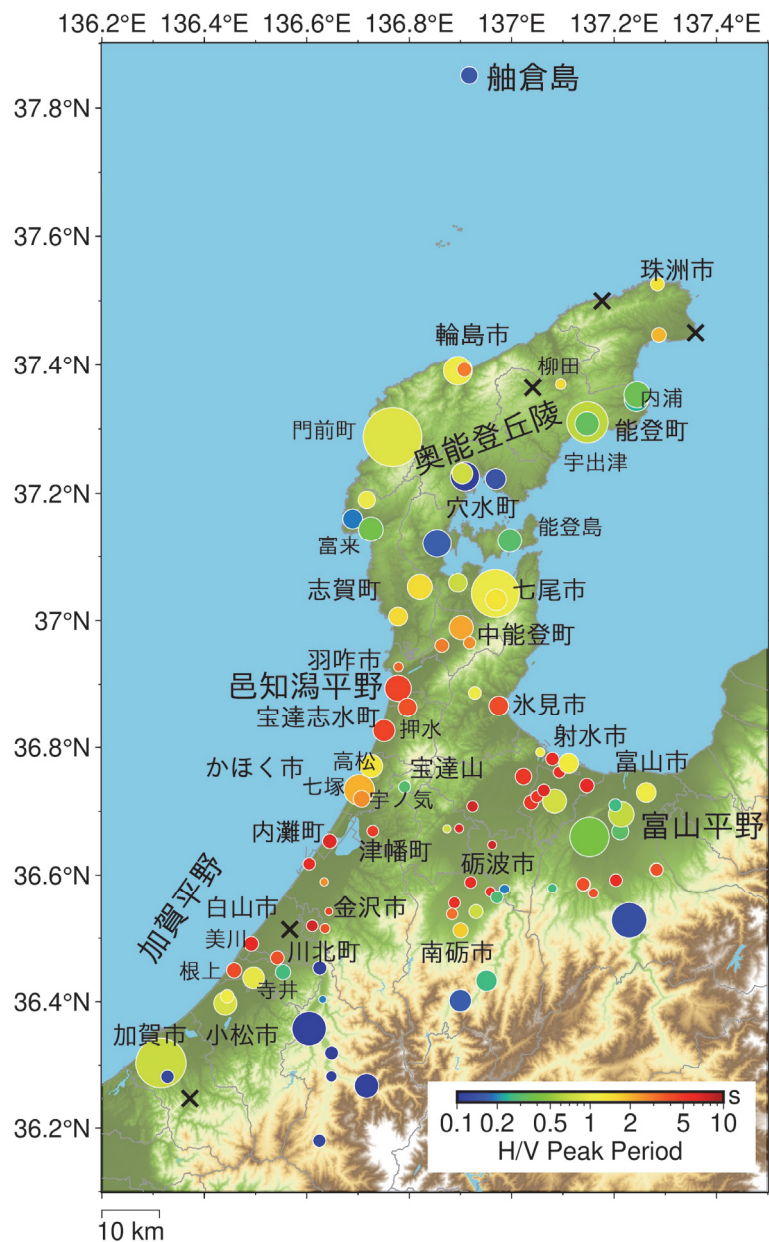 136.2°E 136.4°E 136.6°E 136.8°E 137°E 137.2°E 137.4°E
37.8°N
舳倉島
37.6°N
珠洲市
輪島市
37.4°N
柳田
内浦
門前町
奥能登丘陵
能登町
宇出津
37.2°N
穴水町
能登島
富来
志賀町
七尾市
37°N
中能登町
羽咋市
邑知潟平野
氷見市
宝達志水町
押水
射水市
36.8°N
高松
宝達山
かほく市
富山市
七塚
宇ノ気
富山平野
内灘町
津幡町
砺波市
36.6°N
加賀平野
白山市
金沢市
美川
川北町
南砺市
根上
寺井
36.4°N
加賀市
小松市
36.2°N
s
0.1 0.2 0.5 1 2 5 10
H/V Peak Period
10 km